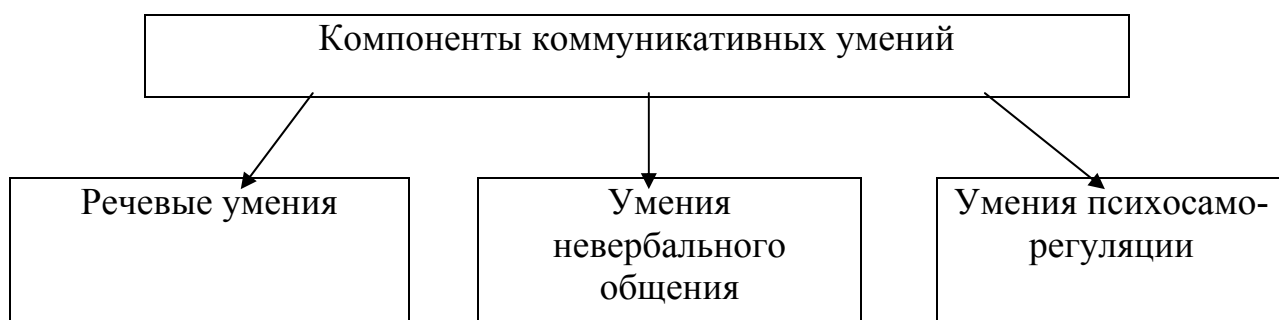 Компоненты коммуникативных умений
Речевые умения
Умения
невербального
общения
Умения психосамо-
регуляции